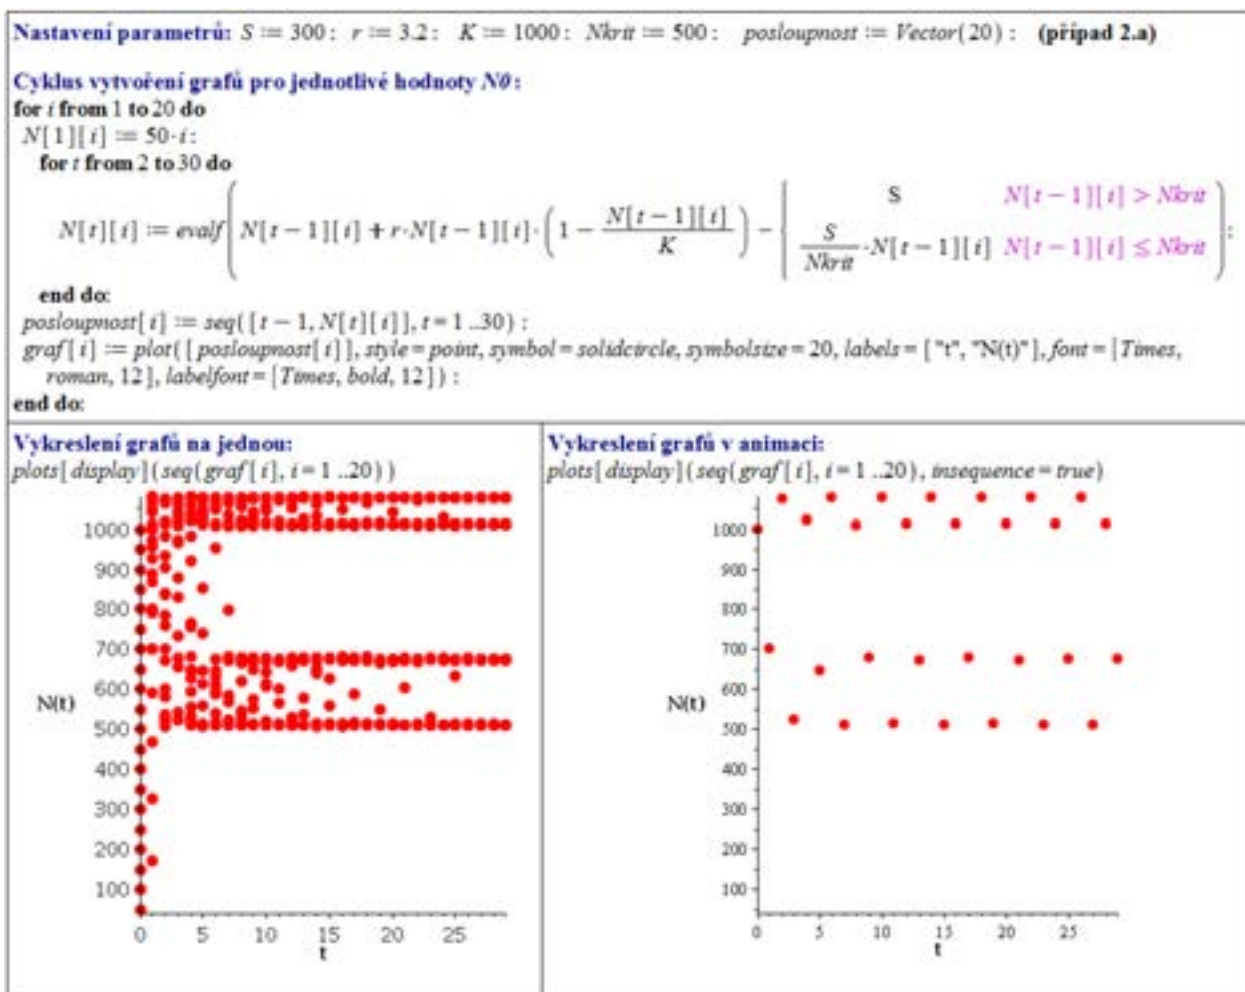 Nastavení parametrů: S := 300 : r := 3.2 : K := 1000 : Nkrit := 500 : posloupnost := Vector(20) : (případ 2.a)
Cyklus vytvoření grafů pro jednotlivé hodnoty N0 :
for i from 1 to 20 do
N[1][i] := 50·i :
for t from 2 to 30 do
N[t][i] := evalf( N[t − 1][i] + r·N[t − 1][i]·( 1 − N[t − 1][i] / K ) − { S N[t − 1][i] > Nkrit
S / Nkrit ·N[t − 1][i] N[t − 1][i] ≤ Nkrit ) :
end do:
posloupnost[i] := seq([t − 1, N[t][i]], t = 1 ..30) :
graf[i] := plot([posloupnost[i]], style = point, symbol = solidcircle, symbolsize = 20, labels = ["t", "N(t)"], font = [Times,
roman, 12], labelfont = [Times, bold, 12]) :
end do:
Vykreslení grafů na jednou:
plots[display](seq(graf[i], i = 1 ..20))
1000
900
800
700
600
N(t)
500
400
300
200
100
0 5 10 15 20 25
t
Vykreslení grafů v animaci:
plots[display](seq(graf[i], i = 1 ..20), insequence = true)
1000
900
800
700
600
N(t)
500
400
300
200
100
0 5 10 15 20 25
t